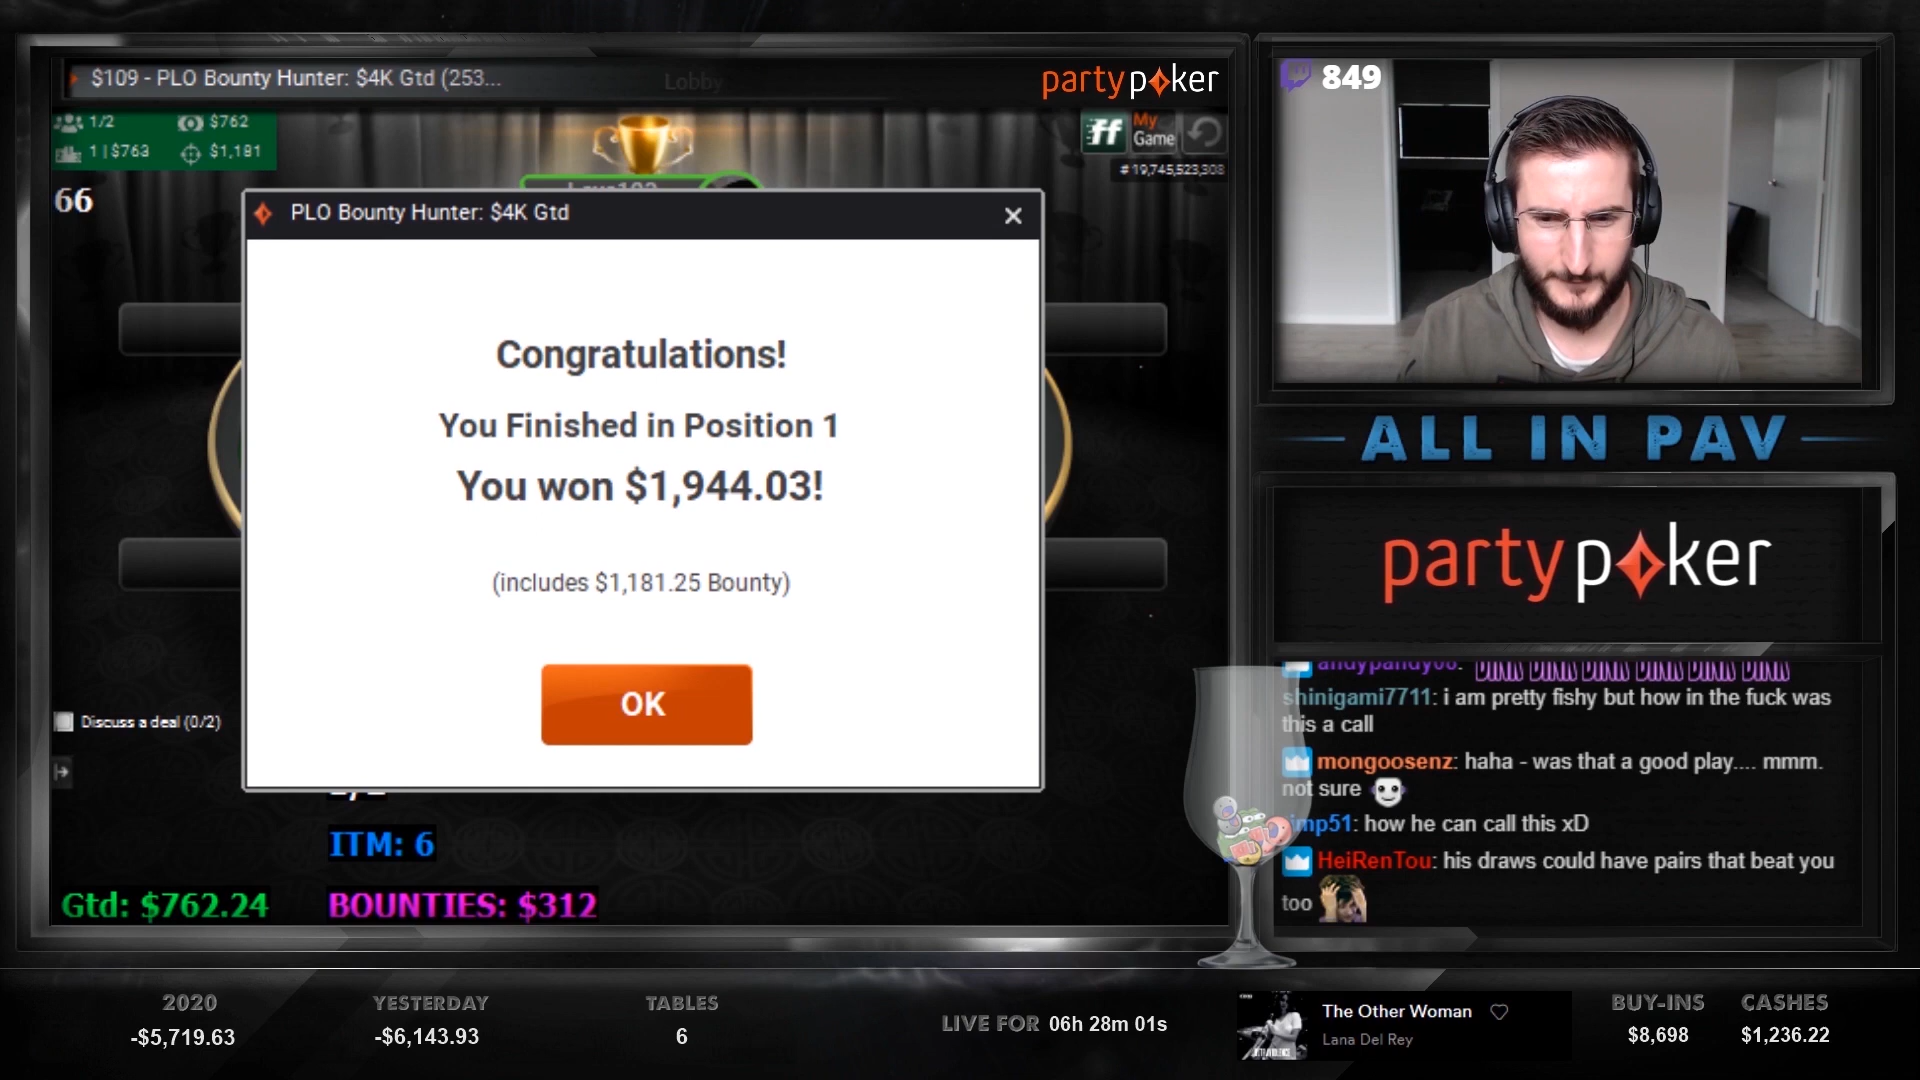 $109 - PLO Bounty Hunter: $4K Gtd (253...
Lobby
partypoker
1/2
$762
1 | $763
$1,181
ff
My
Game
#19,745,523,308
66
PLO Bounty Hunter: $4K Gtd
Congratulations!
You Finished in Position 1
You won $1,944.03!
(includes $1,181.25 Bounty)
OK
Discuss a deal (0/2)
ITM: 6
Gtd: $762.24
BOUNTIES: $312
849
ALL IN PAV
partypoker
shinigami7711: i am pretty fishy but how in the fuck was
this a call
mongoosenz: haha - was that a good play.... mmm.
not sure
imp51: how he can call this xD
HeiRenTou: his draws could have pairs that beat you
too
2020
-$5,719.63
YESTERDAY
-$6,143.93
TABLES
6
LIVE FOR 06h 28m 01s
The Other Woman
Lana Del Rey
BUY-INS
$8,698
CASHES
$1,236.22